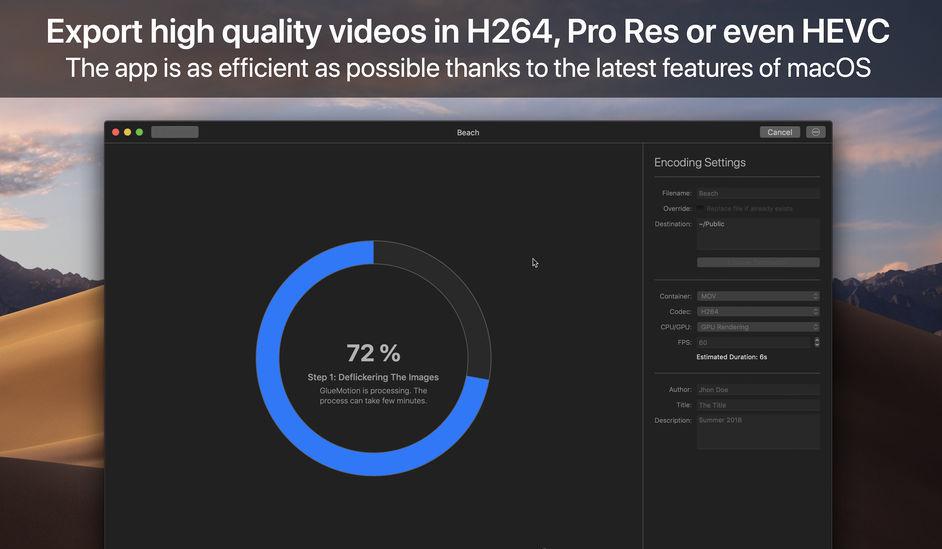 Export high quality videos in H264, Pro Res or even HEVC
The app is as efficient as possible thanks to the latest features of macOS
Beach
Cancel
Encoding Settings
Filename: Beach
Override: Replace file if already exists
Destination: ~/Public
Container: MOV
Codec: H264
CPU/GPU: GPU Rendering
FPS: 60
Estimated Duration: 6s
72 %
Step 1: Deflickering The Images
GlueMotion is processing. The
process can take few minutes.
Author: Jhon Doe
Title: The Title
Description: Summer 2018